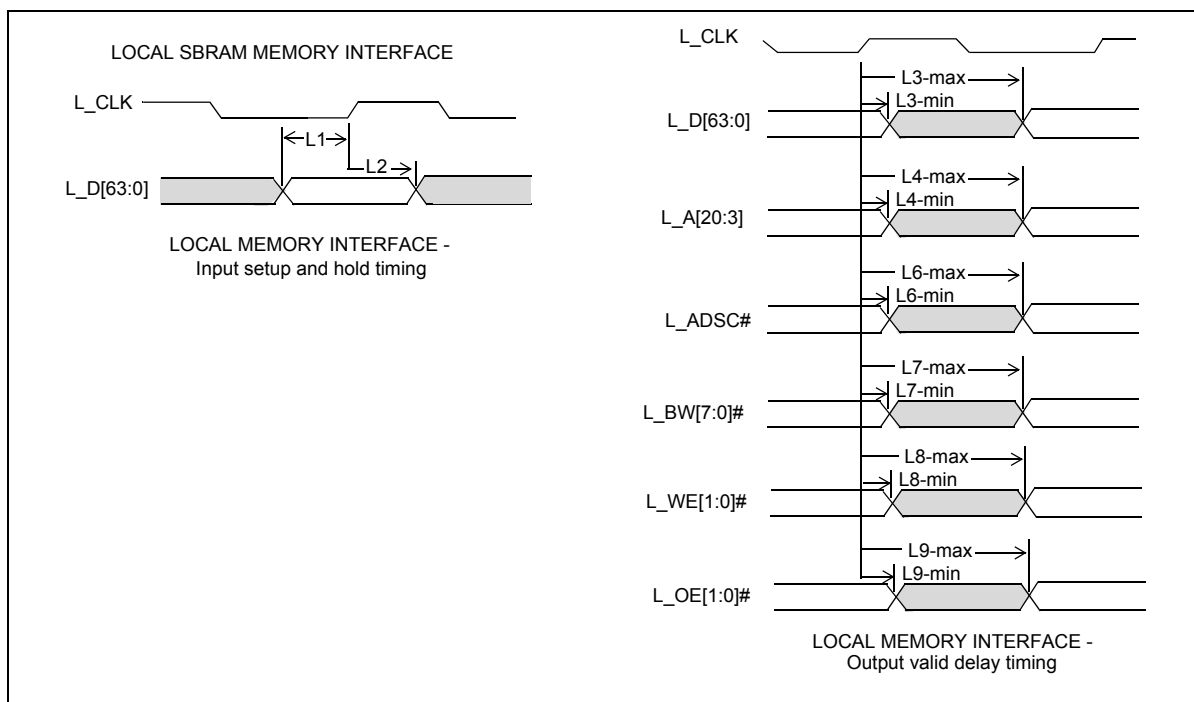 LOCAL SBRAM MEMORY INTERFACE
L_CLK
L1
L2
L_D[63:0]
LOCAL MEMORY INTERFACE -
Input setup and hold timing
L_CLK
L3-max
L3-min
L_D[63:0]
L4-max
L4-min
L_A[20:3]
L6-max
L6-min
L_ADSC#
L7-max
L7-min
L_BW[7:0]#
L8-max
L8-min
L_WE[1:0]#
L9-max
L9-min
L_OE[1:0]#
LOCAL MEMORY INTERFACE -
Output valid delay timing